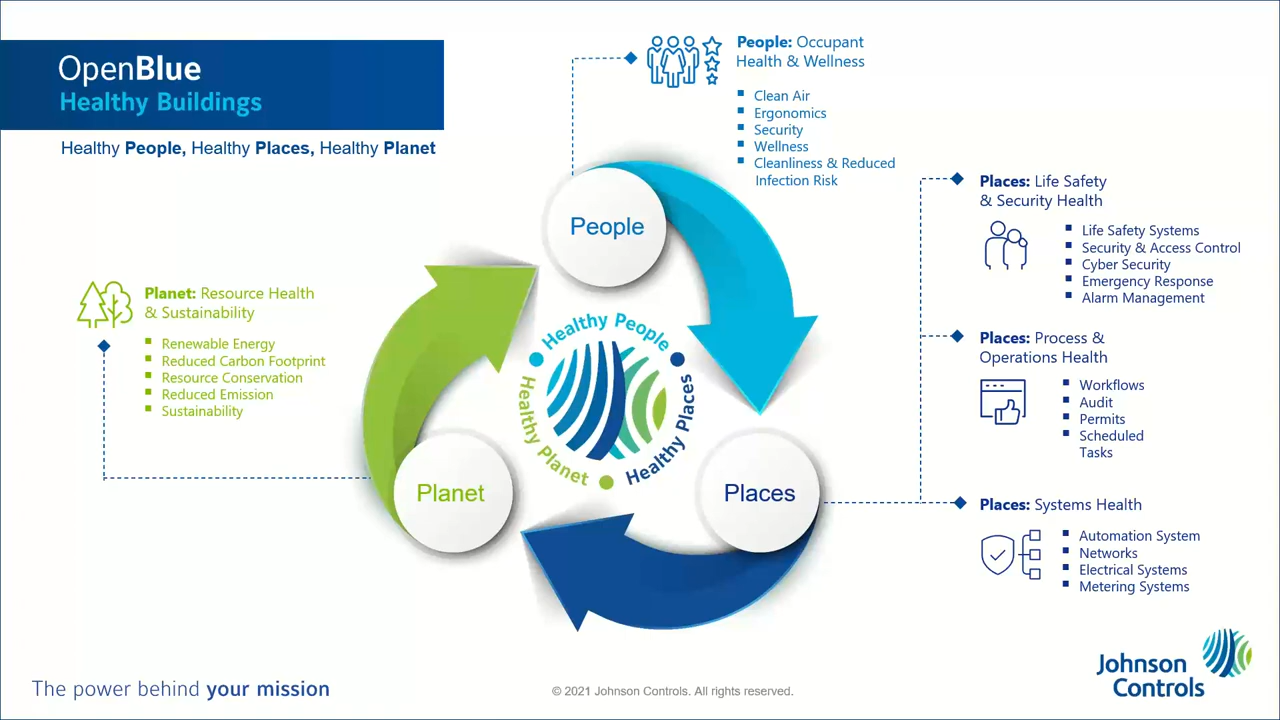 OpenBlue
Healthy Buildings
Healthy People, Healthy Places, Healthy Planet
People: Occupant
Health & Wellness
Clean Air
Ergonomics
Security
Wellness
Cleanliness & Reduced
Infection Risk
Places: Life Safety
& Security Health
Life Safety Systems
Security & Access Control
Cyber Security
Emergency Response
Alarm Management
Places: Process &
Operations Health
Workflows
Audit
Permits
Scheduled
Tasks
Places: Systems Health
Automation System
Networks
Electrical Systems
Metering Systems
Planet: Resource Health
& Sustainability
Renewable Energy
Reduced Carbon Footprint
Resource Conservation
Reduced Emission
Sustainability
People
Planet
Places
Healthy People
Healthy Places
Healthy Planet
The power behind your mission
© 2021 Johnson Controls. All rights reserved.
Johnson
Controls